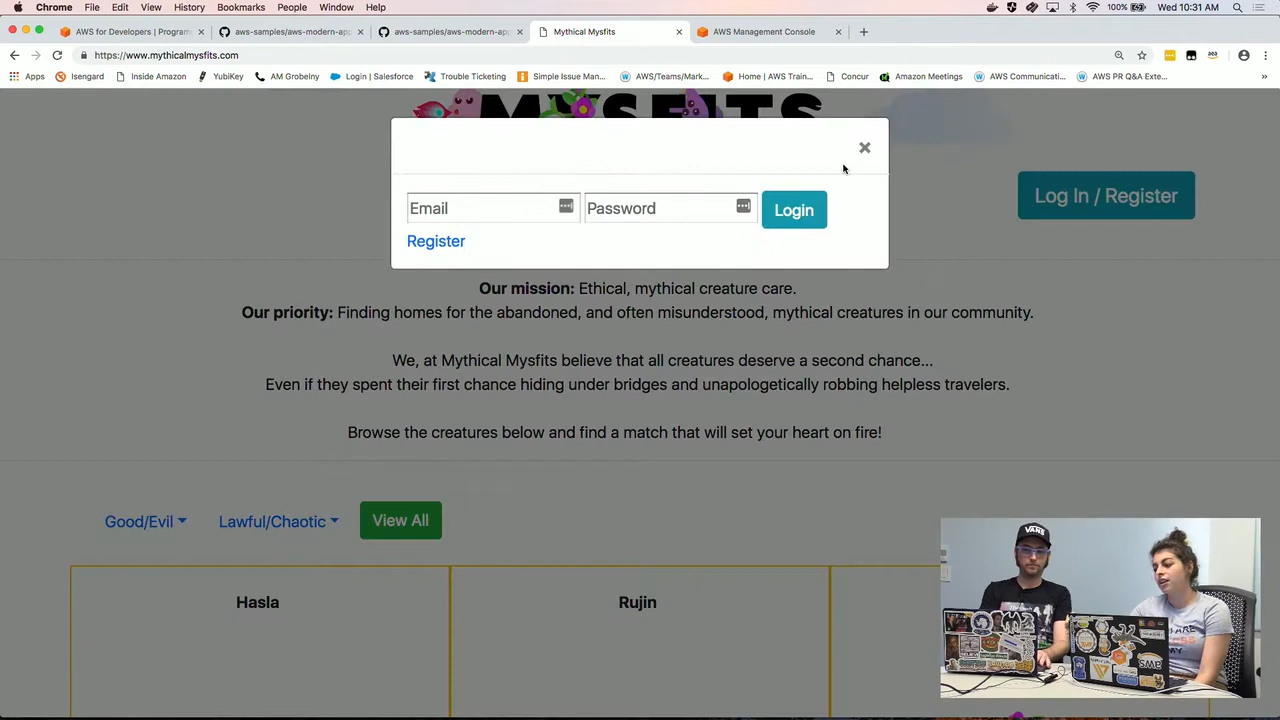 Chrome File Edit View History Bookmarks People Window Help 100% Wed 10:31 AM
AWS for Developers | Program aws-samples/aws-modern-ap aws-samples/aws-modern-ap Mythical Mysfits AWS Management Console
https://www.mythicalmysfits.com
Apps Isengard Inside Amazon YubiKey AM Grobelny Login | Salesforce Trouble Ticketing Simple Issue Man... AWS/Teams/Mark... Home | AWS Train... Concur Amazon Meetings AWS Communicati... AWS PR Q&A Exte... »
MYSFITS
Log In / Register
Email Password Login
Register
Our mission: Ethical, mythical creature care.
Our priority: Finding homes for the abandoned, and often misunderstood, mythical creatures in our community.
We, at Mythical Mysfits believe that all creatures deserve a second chance...
Even if they spent their first chance hiding under bridges and unapologetically robbing helpless travelers.
Browse the creatures below and find a match that will set your heart on fire!
Good/Evil Lawful/Chaotic View All
Hasla Rujin
VANS
aws